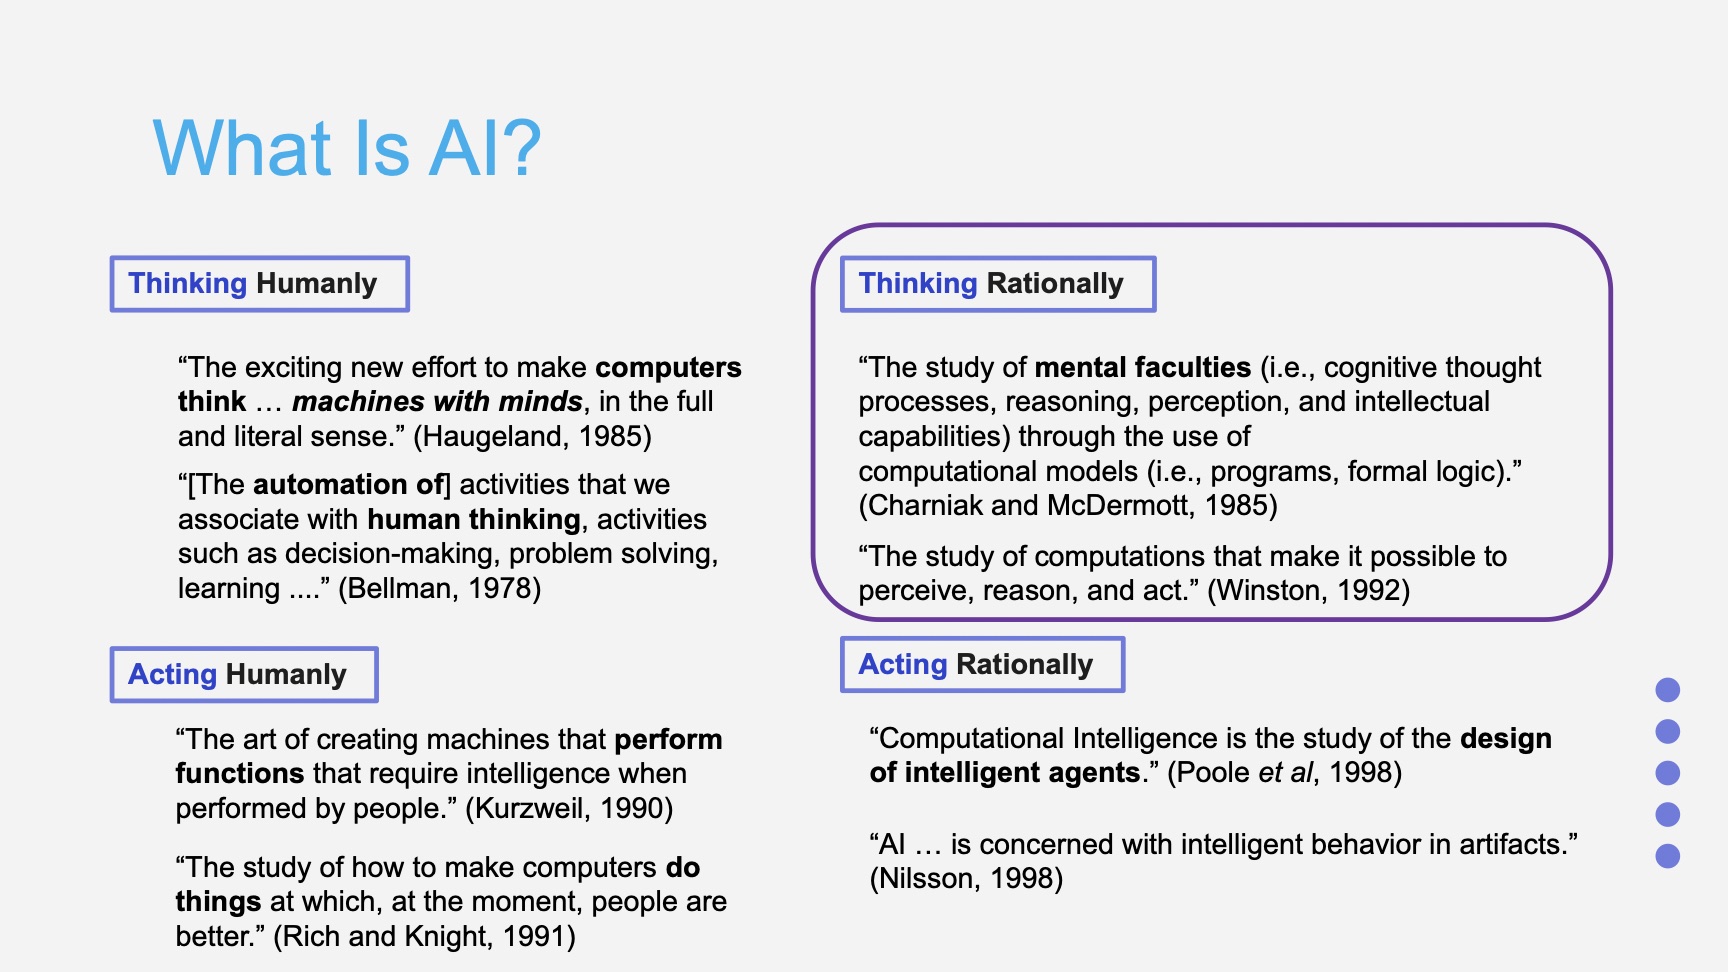 What Is AI?
Thinking Humanly
“The exciting new effort to make computers
think … machines with minds, in the full
and literal sense.” (Haugeland, 1985)
“[The automation of] activities that we
associate with human thinking, activities
such as decision-making, problem solving,
learning ....” (Bellman, 1978)
Thinking Rationally
“The study of mental faculties (i.e., cognitive thought
processes, reasoning, perception, and intellectual
capabilities) through the use of
computational models (i.e., programs, formal logic).”
(Charniak and McDermott, 1985)
“The study of computations that make it possible to
perceive, reason, and act.” (Winston, 1992)
Acting Humanly
“The art of creating machines that perform
functions that require intelligence when
performed by people.” (Kurzweil, 1990)
“The study of how to make computers do
things at which, at the moment, people are
better.” (Rich and Knight, 1991)
Acting Rationally
“Computational Intelligence is the study of the design
of intelligent agents.” (Poole et al, 1998)
“AI … is concerned with intelligent behavior in artifacts.”
(Nilsson, 1998)